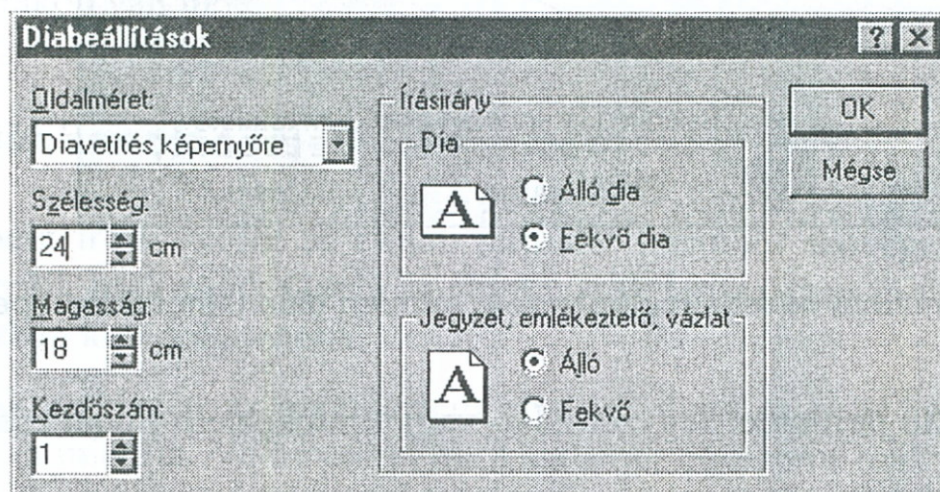 Diabeállítások
Oldalméret:
Diavetítés képernyőre
Szélesség:
24 cm
Magasság:
18 cm
Kezdőszám:
1
Írásirány
Dia
A
Álló dia
Fekvő dia
Jegyzet, emlékeztető, vázlat
A
Álló
Fekvő
OK
Mégse